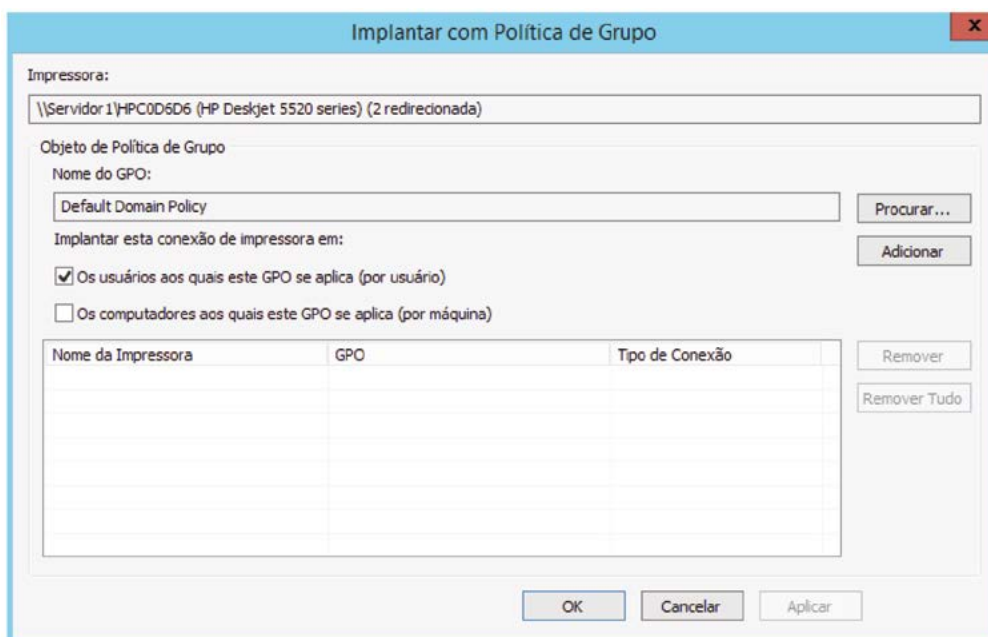 Implantar com Política de Grupo
x
Impressora:
\\Servidor1\HPC0D6D6 (HP Deskjet 5520 series) (2 redirecionada)
Objeto de Política de Grupo
Nome do GPO:
Default Domain Policy
Procurar...
Implantar esta conexão de impressora em:
Adicionar
Os usuários aos quais este GPO se aplica (por usuário)
Os computadores aos quais este GPO se aplica (por máquina)
Nome da Impressora GPO Tipo de Conexão
Remover
Remover Tudo
OK Cancelar Aplicar